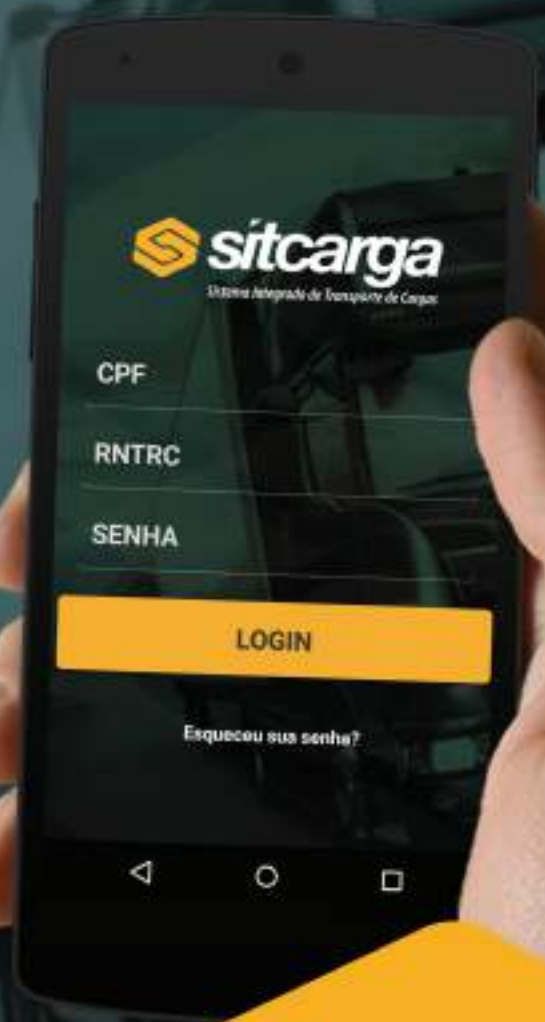 sitcarga
Sistema Integrado de Transporte de Cargas
CPF
RNTRC
SENHA
LOGIN
Esqueceu sua senha?